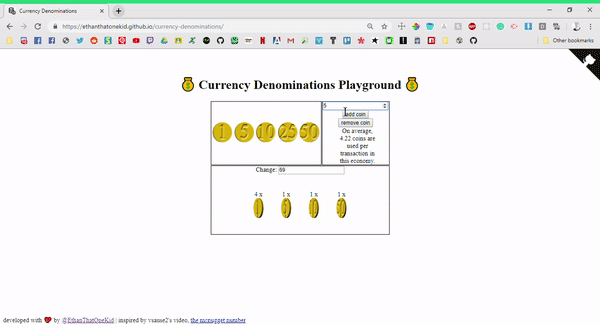 Currency Denominations
https://ethanthatonekid.github.io/currency-denominations/
Other bookmarks
Currency Denominations Playground
1 5 10 25 50
5
add coin
remove coin
On average,
4.22 coins are
used per
transaction in
this economy.
Change: 69
4 x 1 x 1 x 1 x
developed with by @EthanThatOneKid | inspired by vsauce2's video, the mcnugget number